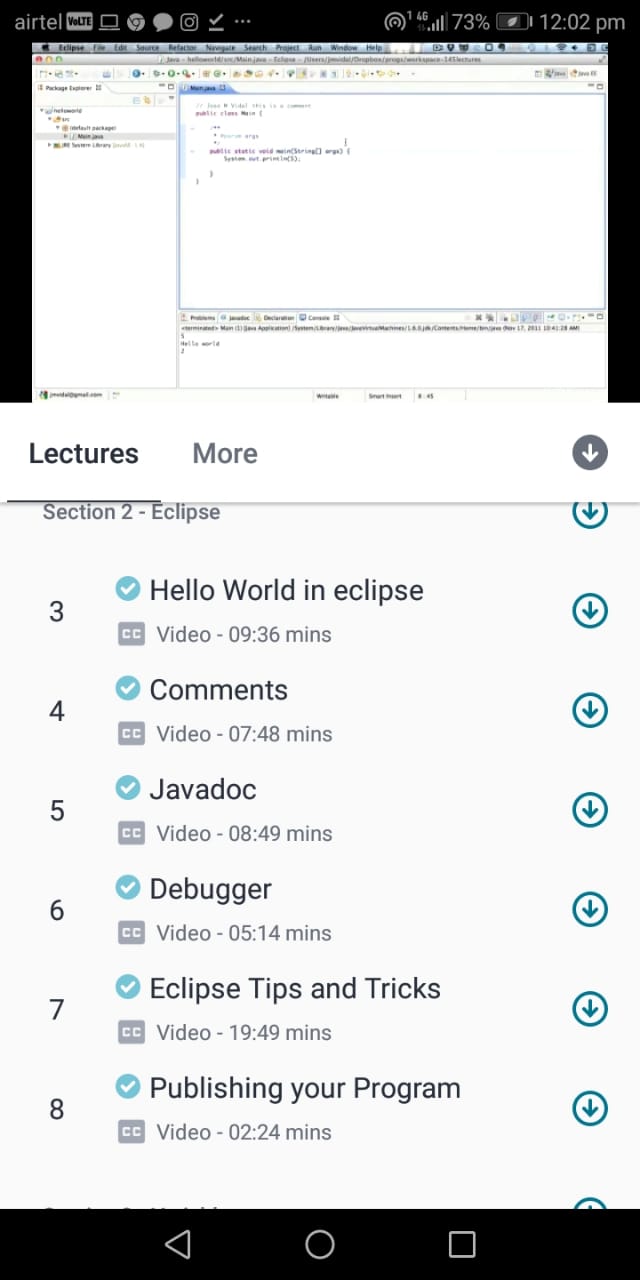 airtel VoLTE 1 4G 73% 12:02 pm
Eclipse File Edit Source Refactor Navigate Search Project Run Window Help
Java - helloworld/src/Main.java - Eclipse - /Users/jmvidal/Dropbox/progs/workspace-145lectures
Java Java EE
Package Explorer
Main.java
helloworld
src
(default package)
Main.java
JRE System Library
// Jose M Vidal this is a comment
public class Main {
/**
* @param args
*/
public static void main(String[] args) {
System.out.println(5);
}
}
Problems Javadoc Declaration Console
<terminated> Main (1) [Java Application] /System/Library/Java/JavaVirtualMachines/1.6.0.jdk/Contents/Home/bin/java (Nov 17, 2011 10:41:28 AM)
5
Hello world
2
jmvidal@gmail.com Writable Smart Insert 8 : 45
Lectures More
Section 2 - Eclipse
3 Hello World in eclipse
CC Video - 09:36 mins
4 Comments
CC Video - 07:48 mins
5 Javadoc
CC Video - 08:49 mins
6 Debugger
CC Video - 05:14 mins
7 Eclipse Tips and Tricks
CC Video - 19:49 mins
8 Publishing your Program
CC Video - 02:24 mins